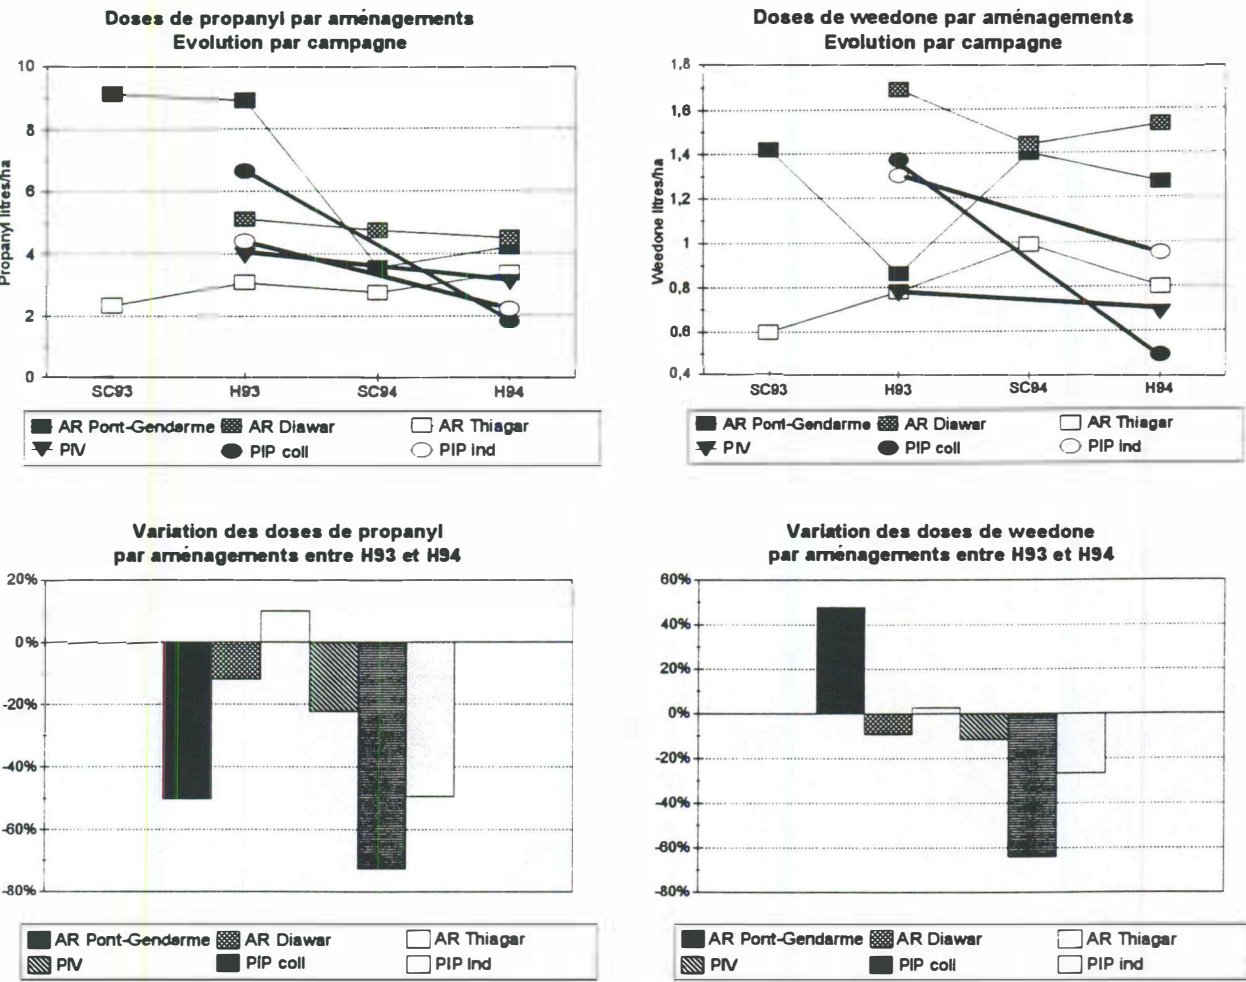 Doses de propanyl par aménagements
Evolution par campagne
10
8
6
4
2
0
Propanyl litres/ha
SC93 H93 SC94 H94
AR Pont-Gendarme AR Diawar AR Thiagar
PIV PIP coll PIP ind
Doses de weedone par aménagements
Evolution par campagne
1,8
1,6
1,4
1,2
1
0,8
0,6
0,4
Weedone litres/ha
SC93 H93 SC94 H94
AR Pont-Gendarme AR Diawar AR Thiagar
PIV PIP coll PIP ind
Variation des doses de propanyl
par aménagements entre H93 et H94
20%
0%
-20%
-40%
-60%
-80%
AR Pont-Gendarme AR Diawar AR Thiagar
PIV PIP coll PIP ind
Variation des doses de weedone
par aménagements entre H93 et H94
60%
40%
20%
0%
-20%
-40%
-60%
-80%
AR Pont-Gendarme AR Diawar AR Thiagar
PIV PIP coll PIP ind